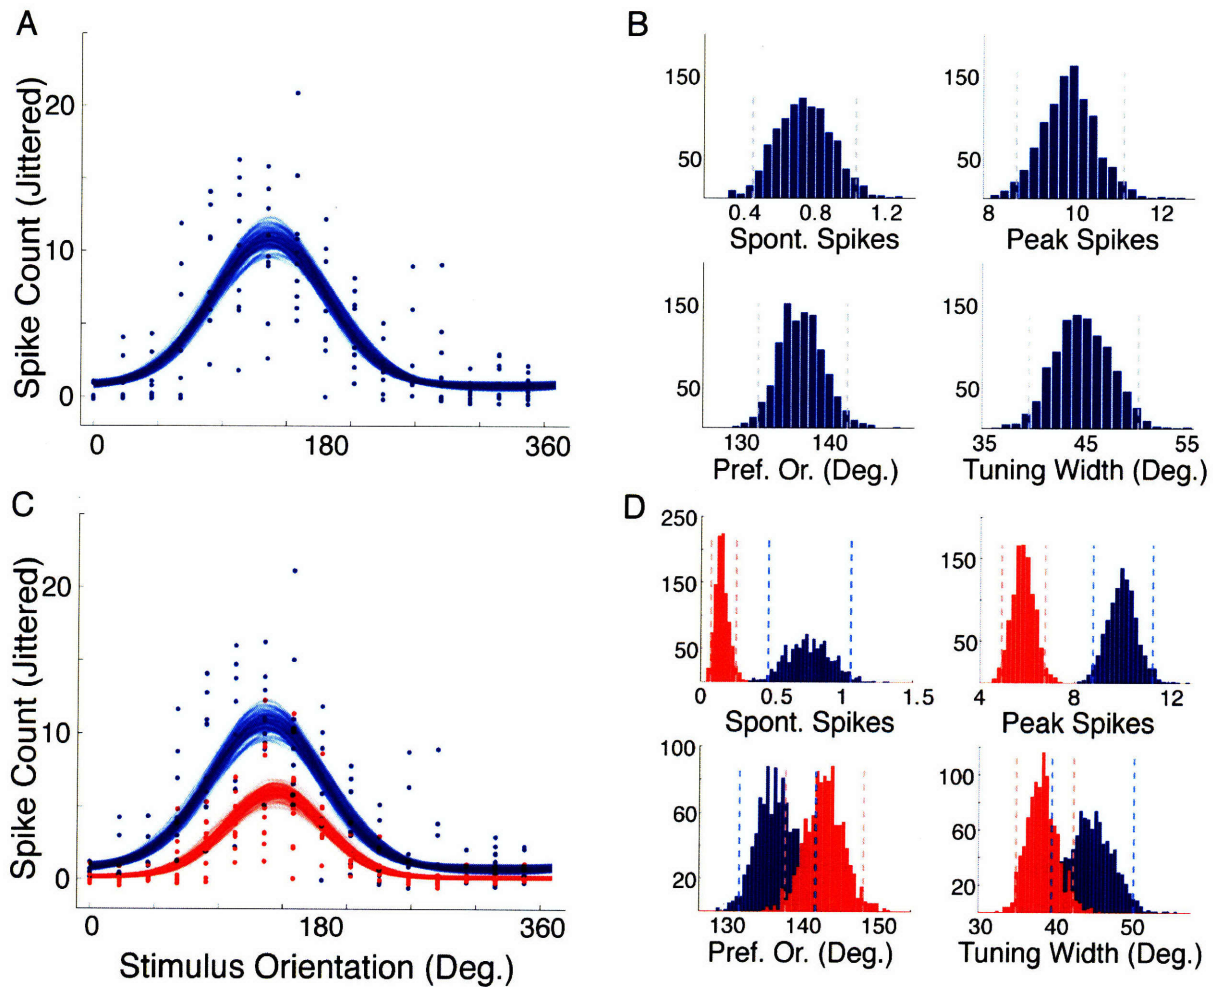 A
Spike Count (Jittered)
20
10
0
0 180 360
B
150
50
0.4 0.8 1.2
Spont. Spikes
150
50
8 10 12
Peak Spikes
150
50
130 140
Pref. Or. (Deg.)
150
50
35 45 55
Tuning Width (Deg.)
C
Spike Count (Jittered)
20
10
0
0 180 360
Stimulus Orientation (Deg.)
D
250
150
50
0 0.5 1 1.5
Spont. Spikes
150
50
4 8 12
Peak Spikes
100
60
20
130 140 150
Pref. Or. (Deg.)
100
60
20
30 40 50
Tuning Width (Deg.)